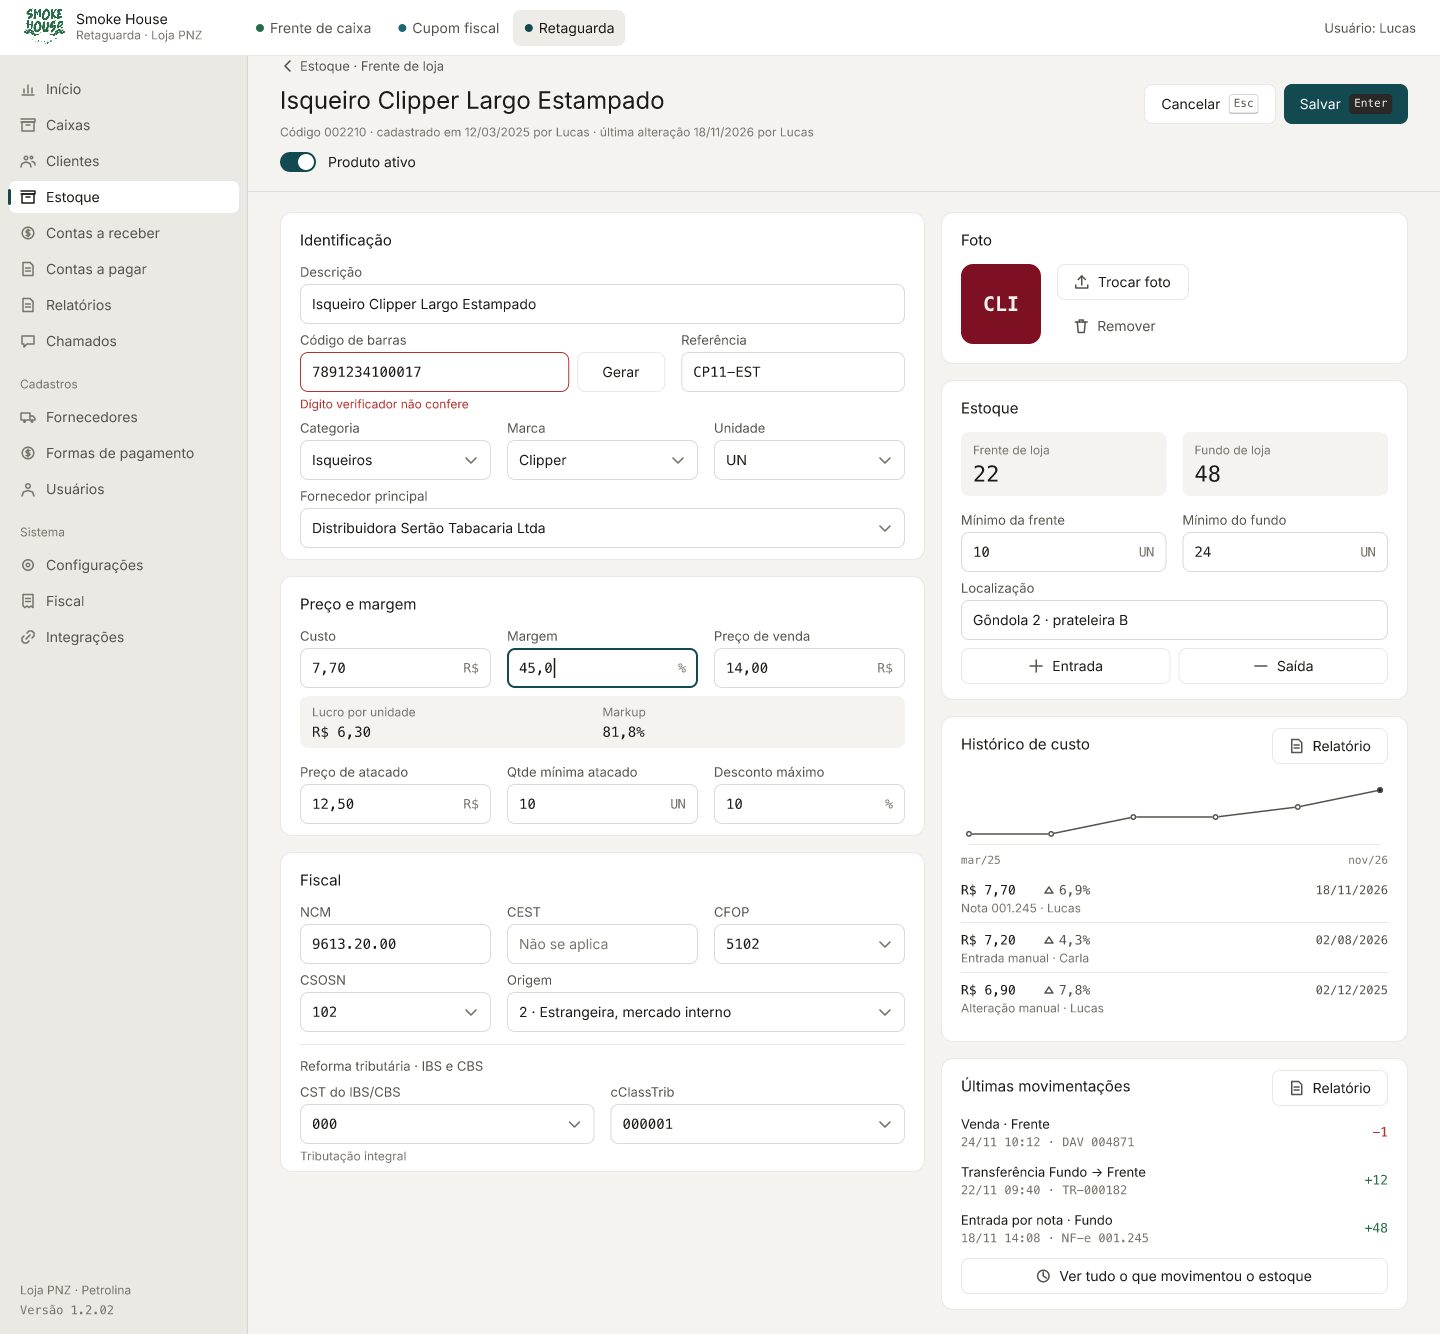 SMOKE HOUSE
Smoke House
Retaguarda · Loja PNZ
Frente de caixa
Cupom fiscal
Retaguarda
Usuário: Lucas
Início
Caixas
Clientes
Estoque
Contas a receber
Contas a pagar
Relatórios
Chamados
Cadastros
Fornecedores
Formas de pagamento
Usuários
Sistema
Configurações
Fiscal
Integrações
Loja PNZ · Petrolina
Versão 1.2.02
Estoque · Frente de loja
Isqueiro Clipper Largo Estampado
Código 002210 · cadastrado em 12/03/2025 por Lucas · última alteração 18/11/2026 por Lucas
Produto ativo
Cancelar Esc
Salvar Enter
Identificação
Descrição
Isqueiro Clipper Largo Estampado
Código de barras
7891234100017
Gerar
Dígito verificador não confere
Referência
CP11–EST
Categoria
Isqueiros
Marca
Clipper
Unidade
UN
Fornecedor principal
Distribuidora Sertão Tabacaria Ltda
Preço e margem
Custo
7,70 R$
Margem
45,0 %
Preço de venda
14,00 R$
Lucro por unidade
R$ 6,30
Markup
81,8%
Preço de atacado
12,50 R$
Qtde mínima atacado
10 UN
Desconto máximo
10 %
Fiscal
NCM
9613.20.00
CEST
Não se aplica
CFOP
5102
CSOSN
102
Origem
2 · Estrangeira, mercado interno
Reforma tributária · IBS e CBS
CST do IBS/CBS
000
Tributação integral
cClassTrib
000001
Foto
CLI
Trocar foto
Remover
Estoque
Frente de loja
22
Fundo de loja
48
Mínimo da frente
10 UN
Mínimo do fundo
24 UN
Localização
Gôndola 2 · prateleira B
Entrada
Saída
Histórico de custo
Relatório
mar/25 nov/26
R$ 7,70 6,9% 18/11/2026
Nota 001.245 · Lucas
R$ 7,20 4,3% 02/08/2026
Entrada manual · Carla
R$ 6,90 7,8% 02/12/2025
Alteração manual · Lucas
Últimas movimentações
Relatório
Venda · Frente
24/11 10:12 · DAV 004871
−1
Transferência Fundo → Frente
22/11 09:40 · TR–000182
+12
Entrada por nota · Fundo
18/11 14:08 · NF–e 001.245
+48
Ver tudo o que movimentou o estoque